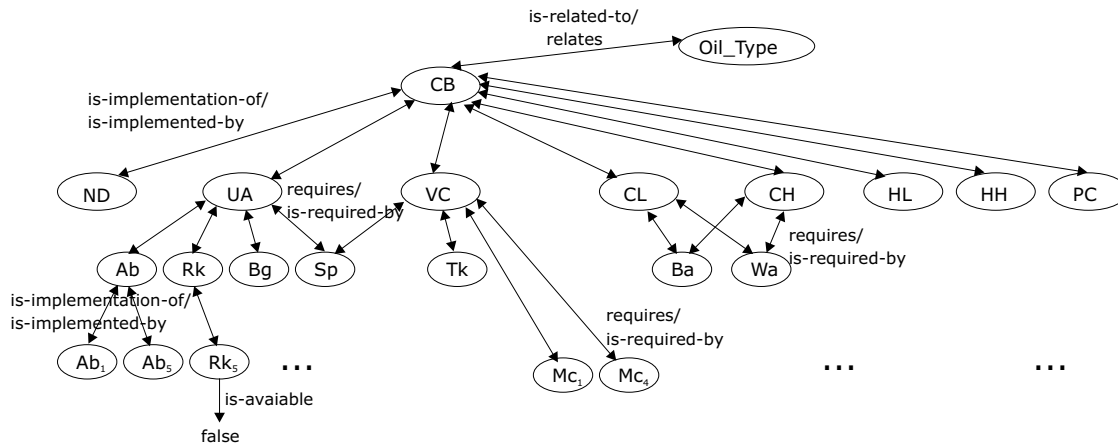 is-related-to/
relates
Oil_Type
CB
is-implementation-of/
is-implemented-by
ND
UA
requires/
is-required-by
VC
CL
CH
HL
HH
PC
Ab
Rk
Bg
Sp
Tk
Ba
Wa
requires/
is-required-by
is-implementation-of/
is-implemented-by
requires/
is-required-by
Ab1
Ab5
Rk5
...
Mc1
Mc4
...
...
is-avaiable
false